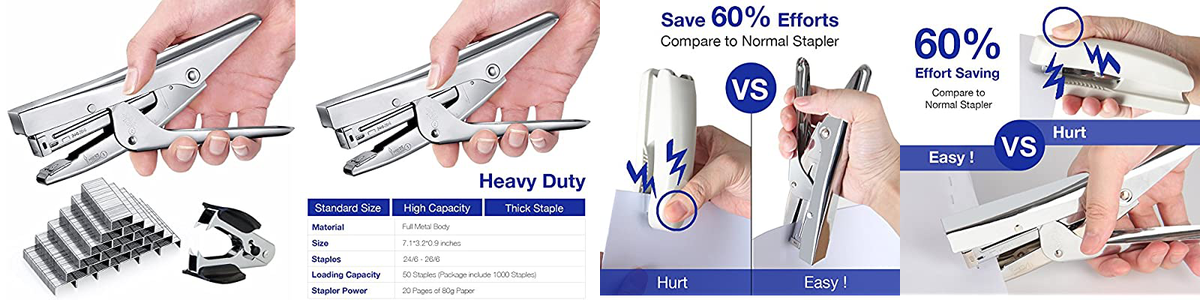 Heavy Duty
Standard Size High Capacity Thick Staple
Material Full Metal Body
Size 7.1*3.2*0.9 inches
Staples 24/6 - 26/6
Loading Capacity 50 Staples (Package include 1000 Staples)
Stapler Power 20 Pages of 80g Paper
Save 60% Efforts
Compare to Normal Stapler
VS
Hurt
Easy !
60%
Effort Saving
Compare to
Normal Stapler
Hurt
VS
Easy !